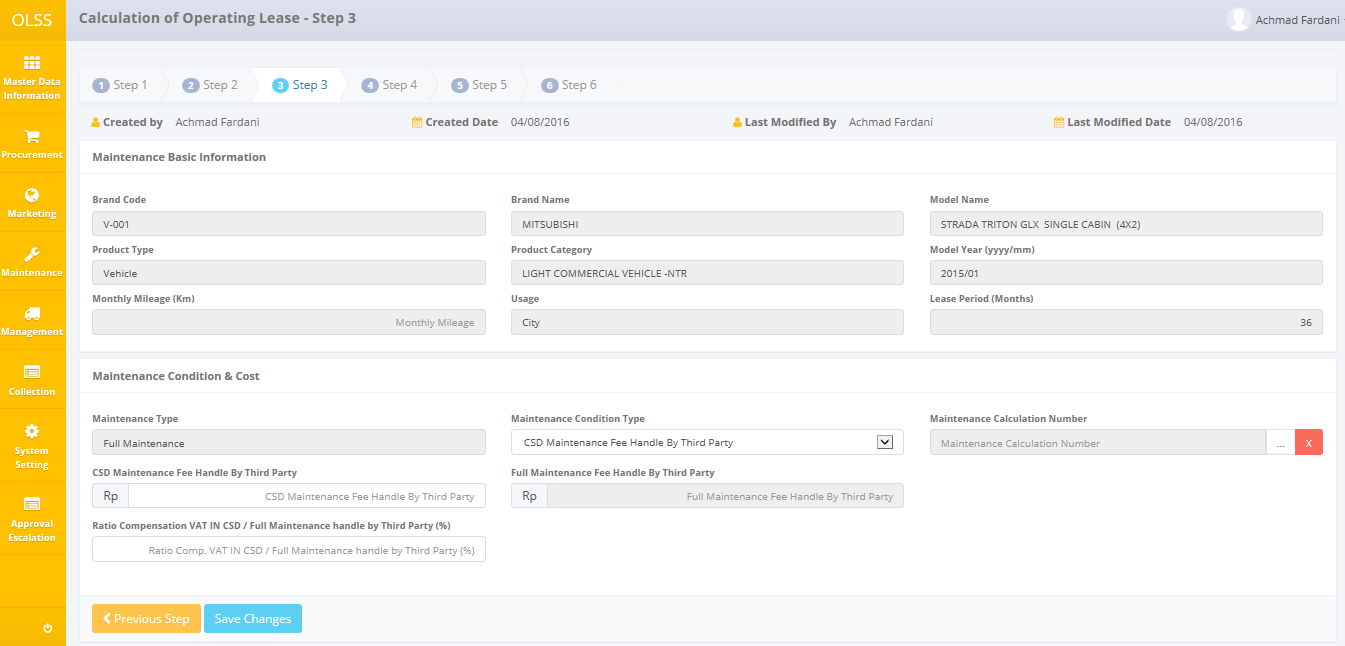 OLSS
Calculation of Operating Lease - Step 3
Achmad Fardani
Master Data
Information
Procurement
Marketing
Maintenance
Management
Collection
System
Setting
Approval
Escalation
1 Step 1 2 Step 2 3 Step 3 4 Step 4 5 Step 5 6 Step 6
Created by Achmad Fardani Created Date 04/08/2016 Last Modified By Achmad Fardani Last Modified Date 04/08/2016
Maintenance Basic Information
Brand Code Brand Name Model Name
V-001 MITSUBISHI STRADA TRITON GLX SINGLE CABIN (4X2)
Product Type Product Category Model Year (yyyy/mm)
Vehicle LIGHT COMMERCIAL VEHICLE -NTR 2015/01
Monthly Mileage (Km) Usage Lease Period (Months)
Monthly Mileage City 36
Maintenance Condition & Cost
Maintenance Type Maintenance Condition Type Maintenance Calculation Number
Full Maintenance CSD Maintenance Fee Handle By Third Party Maintenance Calculation Number ... X
CSD Maintenance Fee Handle By Third Party Full Maintenance Fee Handle By Third Party
Rp CSD Maintenance Fee Handle By Third Party Rp Full Maintenance Fee Handle By Third Party
Ratio Compensation VAT IN CSD / Full Maintenance handle by Third Party (%)
Ratio Comp. VAT IN CSD / Full Maintenance handle by Third Party (%)
Previous Step Save Changes